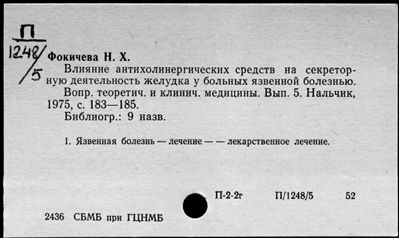 П
1248/5
Фокичева Н. Х.
Влияние антихолинергических средств на секретор-
ную деятельность желудка у больных язвенной болезнью.
Вопр. теоретич. и клинич. медицины. Вып. 5. Нальчик,
1975, с. 183—185.
Библиогр.: 9 назв.
1. Язвенная болезнь — лечение — — лекарственное лечение.
П-2-2г П/1248/5 52
2436 СБМБ при ГЦНМБ